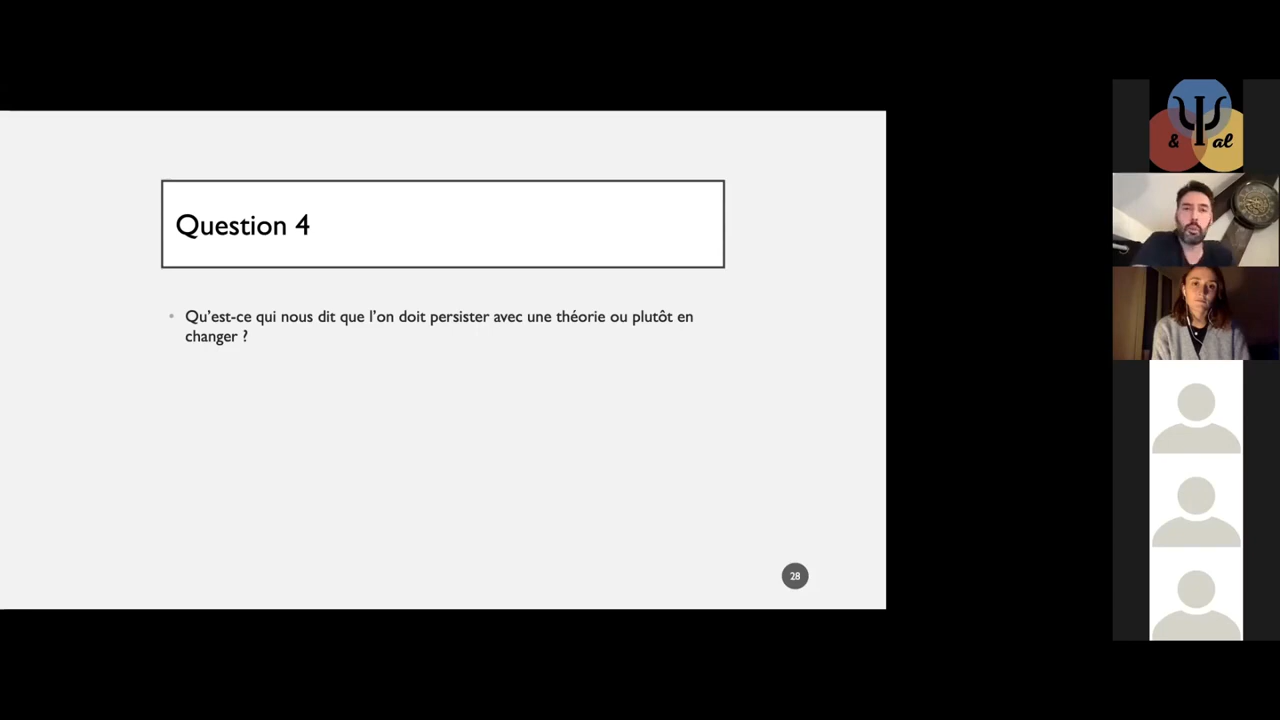 Ψ
& al
Question 4
• Qu’est-ce qui nous dit que l’on doit persister avec une théorie ou plutôt en
changer ?
28